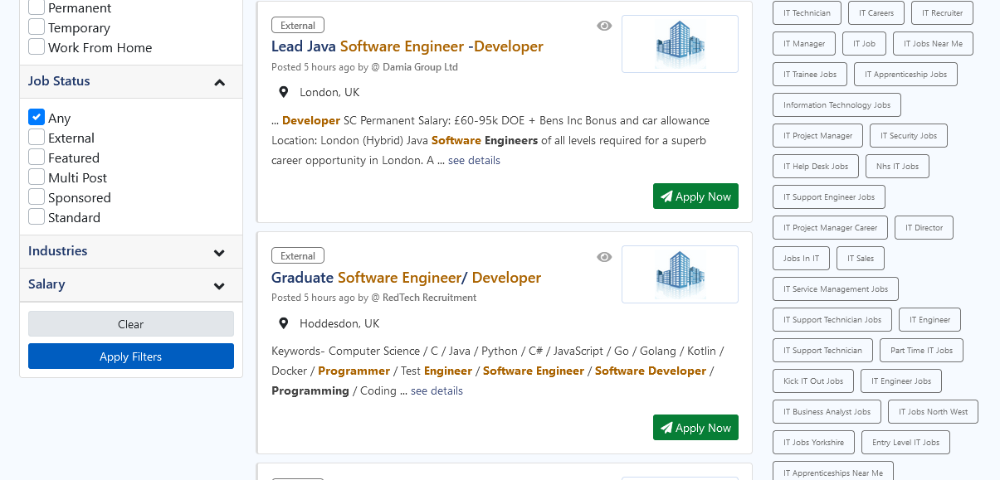 Permanent
Temporary
Work From Home
Job Status
Any
External
Featured
Multi Post
Sponsored
Standard
Industries
Salary
Clear
Apply Filters
External
Lead Java Software Engineer -Developer
Posted 5 hours ago by @ Damia Group Ltd
London, UK
... Developer SC Permanent Salary: £60-95k DOE + Bens Inc Bonus and car allowance
Location: London (Hybrid) Java Software Engineers of all levels required for a superb
career opportunity in London. A ... see details
Apply Now
External
Graduate Software Engineer/ Developer
Posted 5 hours ago by @ RedTech Recruitment
Hoddesdon, UK
Keywords- Computer Science / C / Java / Python / C# / JavaScript / Go / Golang / Kotlin /
Docker / Programmer / Test Engineer / Software Engineer / Software Developer /
Programming / Coding ... see details
Apply Now
IT Technician
IT Careers
IT Recruiter
IT Manager
IT Job
IT Jobs Near Me
IT Trainee Jobs
IT Apprenticeship Jobs
Information Technology Jobs
IT Project Manager
IT Security Jobs
IT Help Desk Jobs
Nhs IT Jobs
IT Support Engineer Jobs
IT Project Manager Career
IT Director
Jobs In IT
IT Sales
IT Service Management Jobs
IT Support Technician Jobs
IT Engineer
IT Support Technician
Part Time IT Jobs
Kick IT Out Jobs
IT Engineer Jobs
IT Business Analyst Jobs
IT Jobs North West
IT Jobs Yorkshire
Entry Level IT Jobs
IT Apprenticeships Near Me